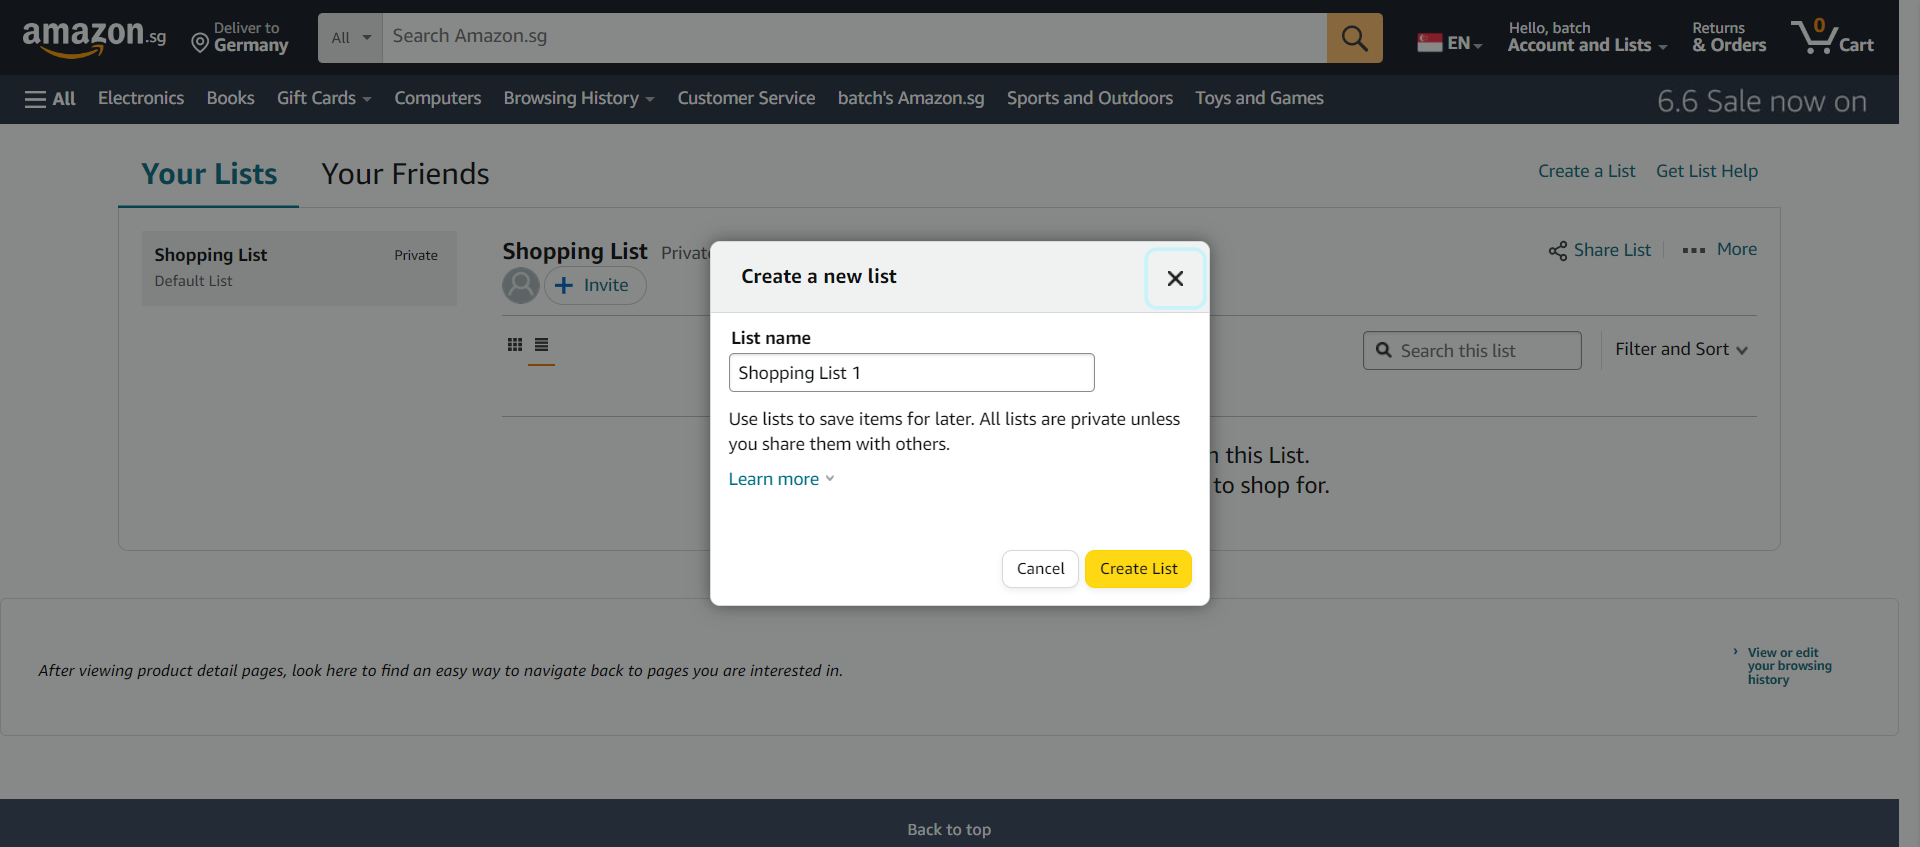 amazon.sg
Deliver to
Germany
All
Search Amazon.sg
EN
Hello, batch
Account and Lists
Returns
& Orders
0
Cart
All
Electronics
Books
Gift Cards
Computers
Browsing History
Customer Service
batch's Amazon.sg
Sports and Outdoors
Toys and Games
6.6 Sale now on
Your Lists
Your Friends
Create a List
Get List Help
Shopping List
Private
Default List
Shopping List
Private
Invite
Share List
More
Search this list
Filter and Sort
this List.
to shop for.
Create a new list
List name
Shopping List 1
Use lists to save items for later. All lists are private unless
you share them with others.
Learn more
Cancel
Create List
After viewing product detail pages, look here to find an easy way to navigate back to pages you are interested in.
View or edit
your browsing
history
Back to top